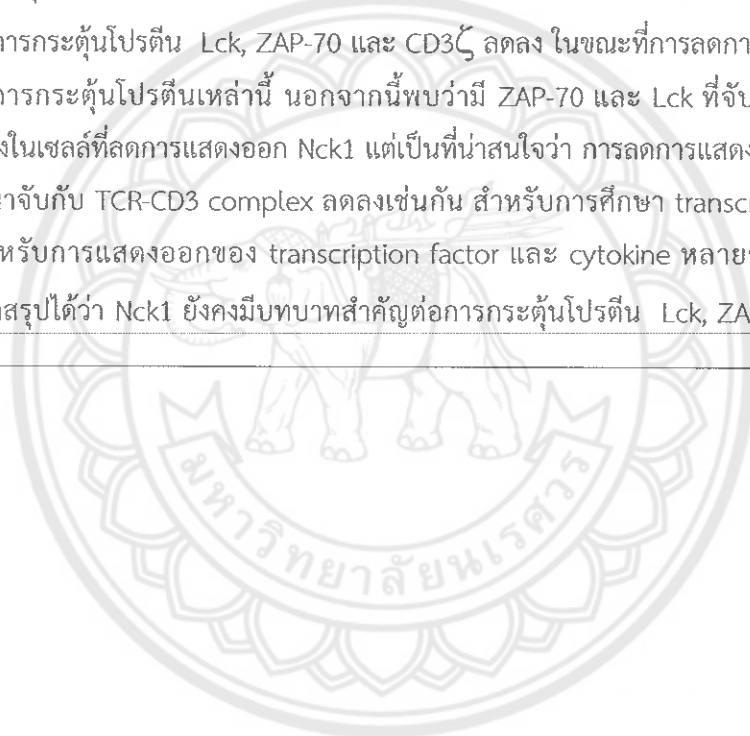 การกระตุ้นโปรตีน Lck, ZAP-70 และ CD3ζ ลดลง ในขณะที่การลดกา
การกระตุ้นโปรตีนเหล่านี้ นอกจากนี้พบว่ามี ZAP-70 และ Lck ที่จับ
งในเซลล์ที่ลดการแสดงออก Nck1 แต่เป็นที่น่าสนใจว่า การลดการแสดง
าจับกับ TCR-CD3 complex ลดลงเช่นกัน สำหรับการศึกษา transc
หรับการแสดงออกของ transcription factor และ cytokine หลาย
สรุปได้ว่า Nck1 ยังคงมีบทบาทสำคัญต่อการกระตุ้นโปรตีน Lck, ZA
มหาวิทยาลัยนเรศวร